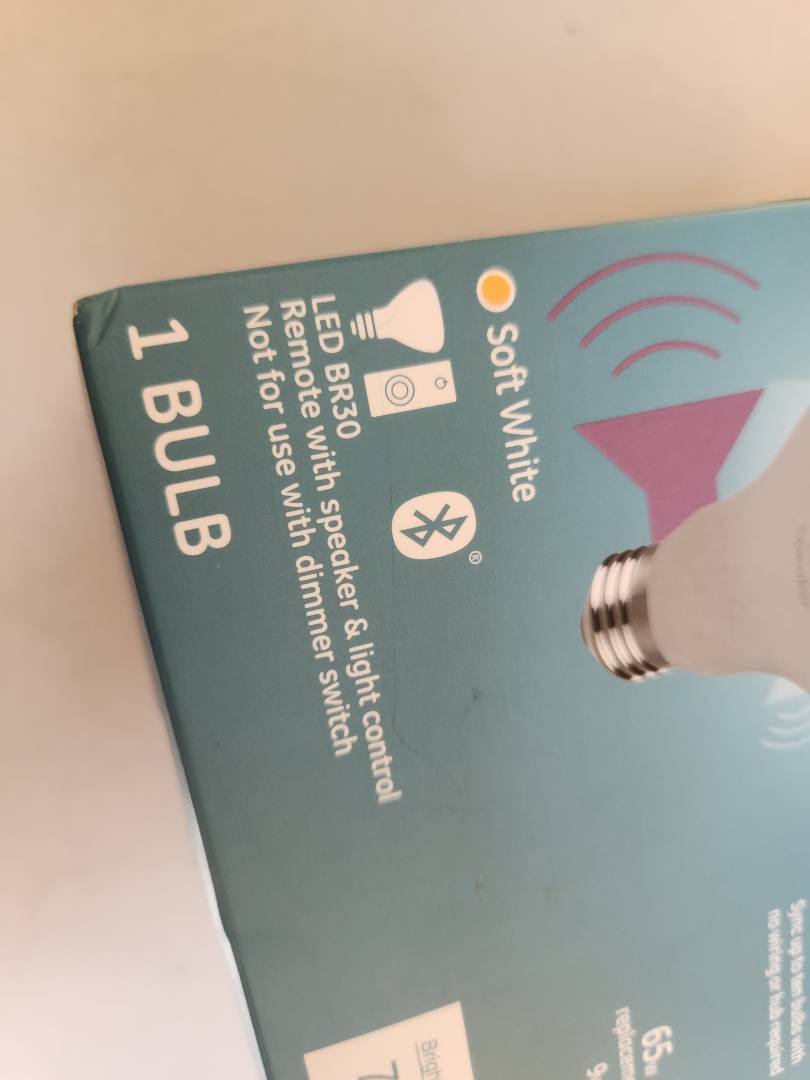 Soft White
LED BR30
Remote with speaker & light control
Not for use with dimmer switch
1 BULB
®
Sync up to ten bulbs with
no wiring or hub required
65W